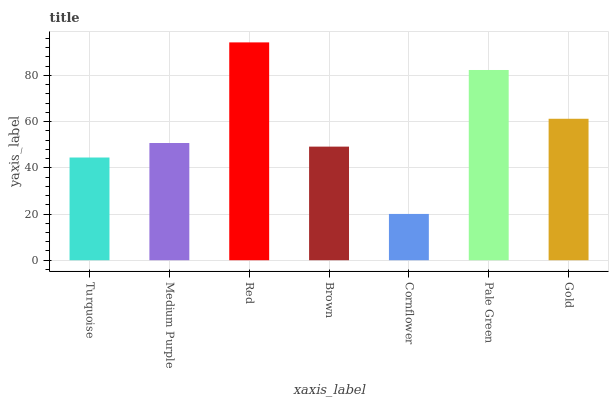 title
yaxis_label
80
60
40
20
0
Turquoise
Medium Purple
Red
Brown
Cornflower
Pale Green
Gold
xaxis_label